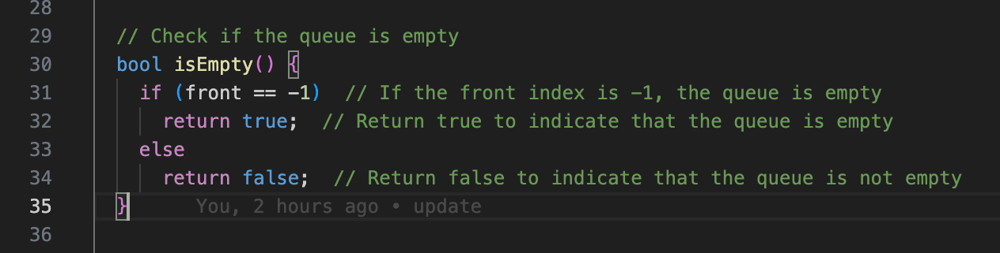 28
29 // Check if the queue is empty
30 bool isEmpty() {
31 if (front == -1) // If the front index is -1, the queue is empty
32 return true; // Return true to indicate that the queue is empty
33 else
34 return false; // Return false to indicate that the queue is not empty
35 } You, 2 hours ago • update
36